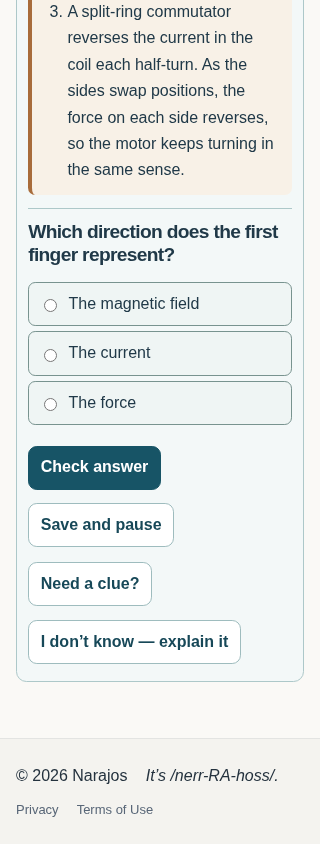 3. A split-ring commutator
reverses the current in the
coil each half-turn. As the
sides swap positions, the
force on each side reverses,
so the motor keeps turning in
the same sense.
Which direction does the first
finger represent?
The magnetic field
The current
The force
Check answer
Save and pause
Need a clue?
I don’t know — explain it
© 2026 Narajos It’s /nerr-RA-hoss/.
Privacy Terms of Use